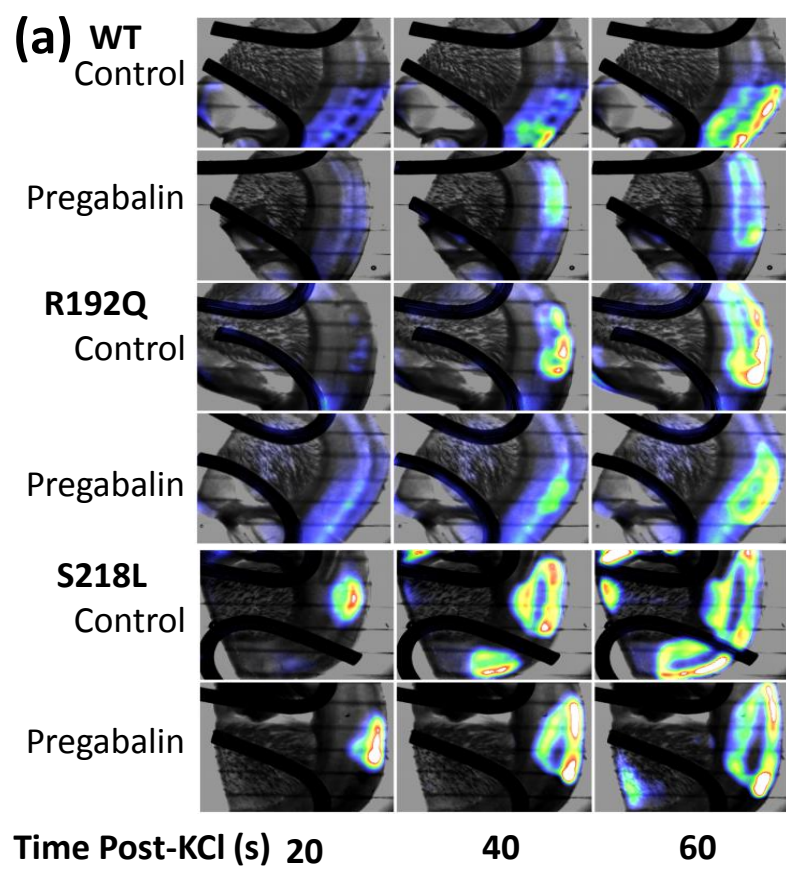 (a) WT
Control
Pregabalin
R192Q
Control
Pregabalin
S218L
Control
Pregabalin
Time Post-KCl (s) 20 40 60